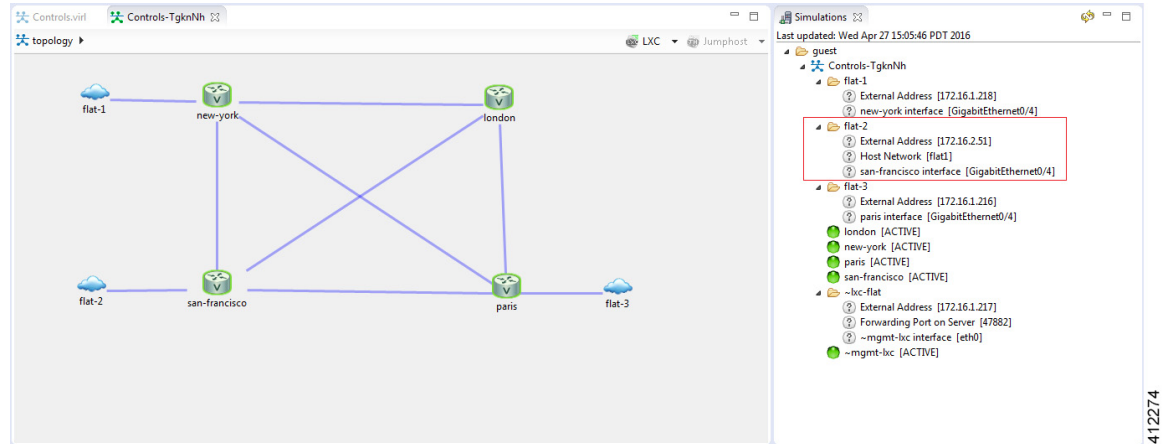 Controls.virl
Controls-TgknNh
topology
LXC
Jumphost
flat-1
new-york
london
flat-2
san-francisco
paris
flat-3
Simulations
Last updated: Wed Apr 27 15:05:46 PDT 2016
guest
Controls-TgknNh
flat-1
External Address [172.16.1.218]
new-york interface [GigabitEthernet0/4]
flat-2
External Address [172.16.2.51]
Host Network [flat1]
san-francisco interface [GigabitEthernet0/4]
flat-3
External Address [172.16.1.216]
paris interface [GigabitEthernet0/4]
london [ACTIVE]
new-york [ACTIVE]
paris [ACTIVE]
san-francisco [ACTIVE]
~lxc-flat
External Address [172.16.1.217]
Forwarding Port on Server [47882]
~mgmt-lxc interface [eth0]
~mgmt-lxc [ACTIVE]
412274